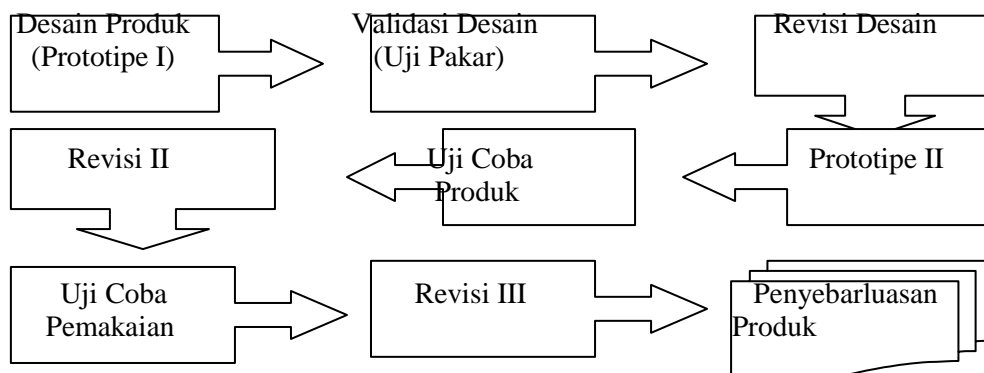 Desain Produk
(Prototipe I)
Validasi Desain
(Uji Pakar)
Revisi Desain
Prototipe II
Uji Coba
Produk
Revisi II
Uji Coba
Pemakaian
Revisi III
Penyebarluasan
Produk